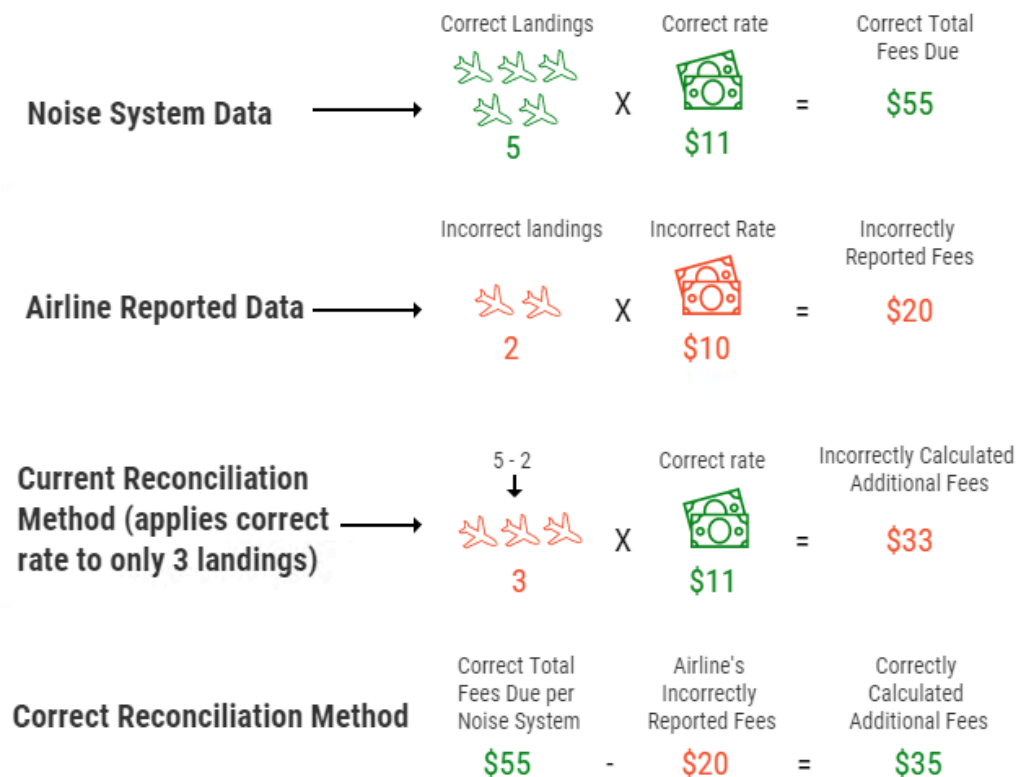 Correct Landings
Correct rate
Correct Total
Fees Due
Noise System Data
X
=
$55
5
$11
Incorrect landings
Incorrect Rate
Incorrectly
Reported Fees
Airline Reported Data
X
=
$20
2
$10
Current Reconciliation
Method (applies correct
rate to only 3 landings)
5 - 2
Correct rate
Incorrectly Calculated
Additional Fees
X
=
$33
3
$11
Correct Reconciliation Method
Correct Total
Fees Due per
Noise System
Airline's
Incorrectly
Reported Fees
Correctly
Calculated
Additional Fees
$55
-
$20
=
$35